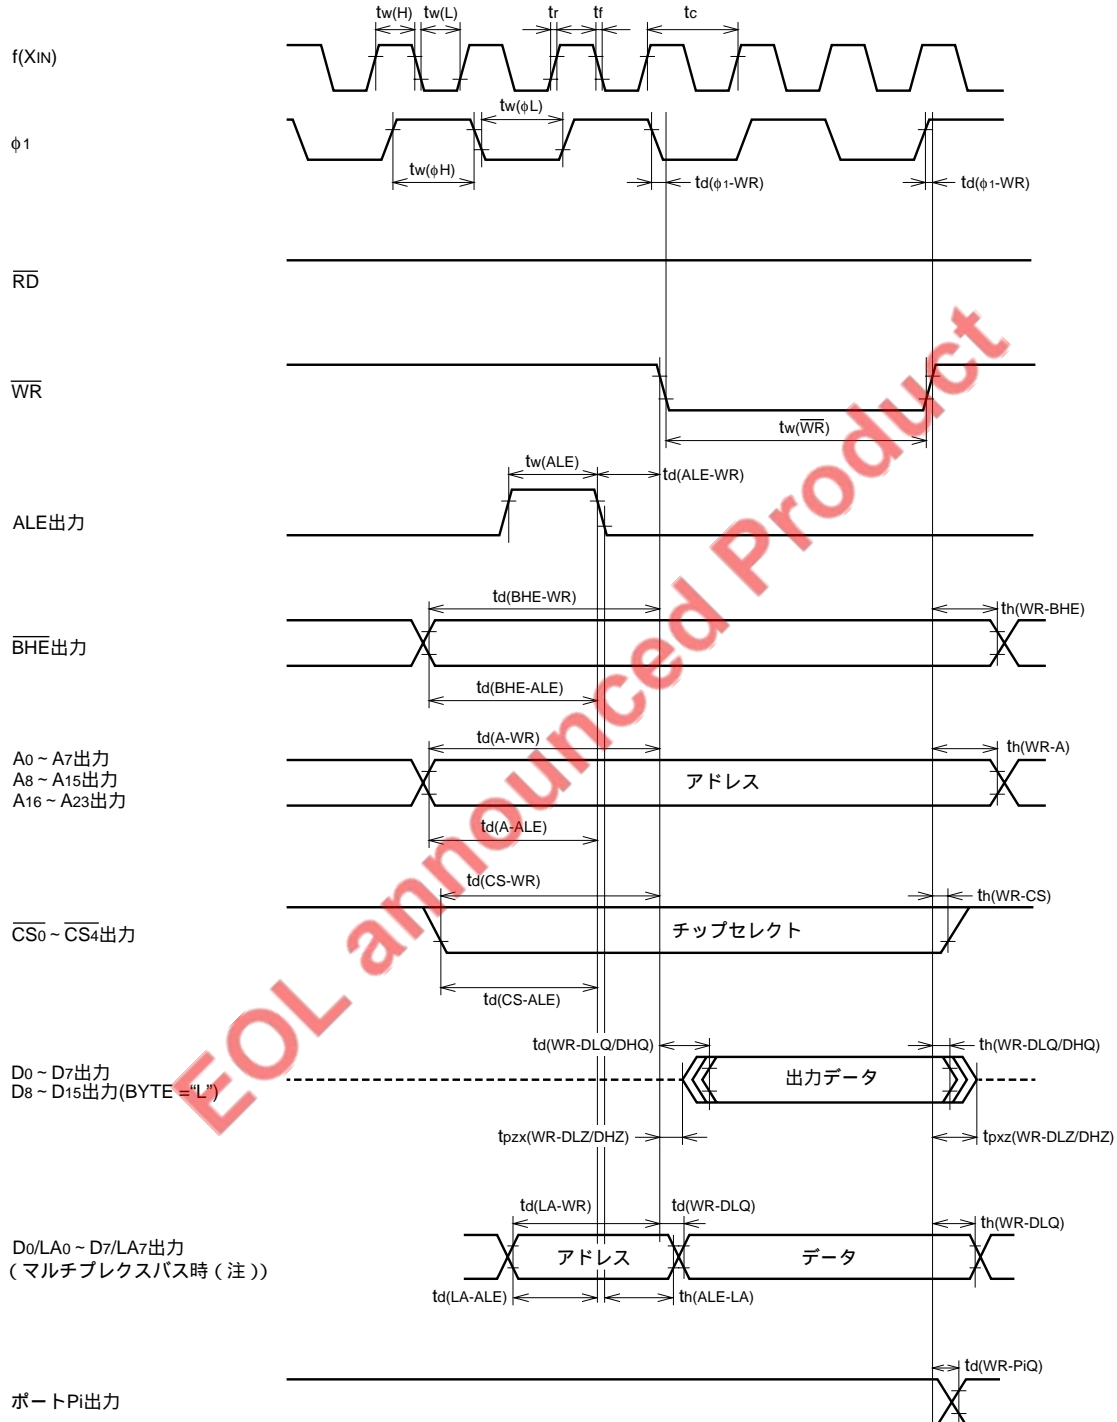 tw(H) tw(L) tr tf tc
f(XIN)
tw(φL)
φ1
tw(φH) td(φ1-WR) td(φ1-WR)
RD
WR
tw(WR)
tw(ALE) td(ALE-WR)
ALE出力
td(BHE-WR) th(WR-BHE)
BHE出力
td(BHE-ALE)
td(A-WR) th(WR-A)
A0 ~ A7出力
A8 ~ A15出力
A16 ~ A23出力
アドレス
td(A-ALE)
td(CS-WR) th(WR-CS)
CS0 ~ CS4出力
チップセレクト
td(CS-ALE)
td(WR-DLQ/DHQ) th(WR-DLQ/DHQ)
D0 ~ D7出力
D8 ~ D15出力(BYTE ="L")
出力データ
tpzx(WR-DLZ/DHZ) tpxz(WR-DLZ/DHZ)
td(LA-WR) td(WR-DLQ) th(WR-DLQ)
D0/LA0 ~ D7/LA7出力
(マルチプレクスバス時(注))
アドレス データ
td(LA-ALE) th(ALE-LA)
td(WR-PiQ)
ポートPi出力
EOL announced Product